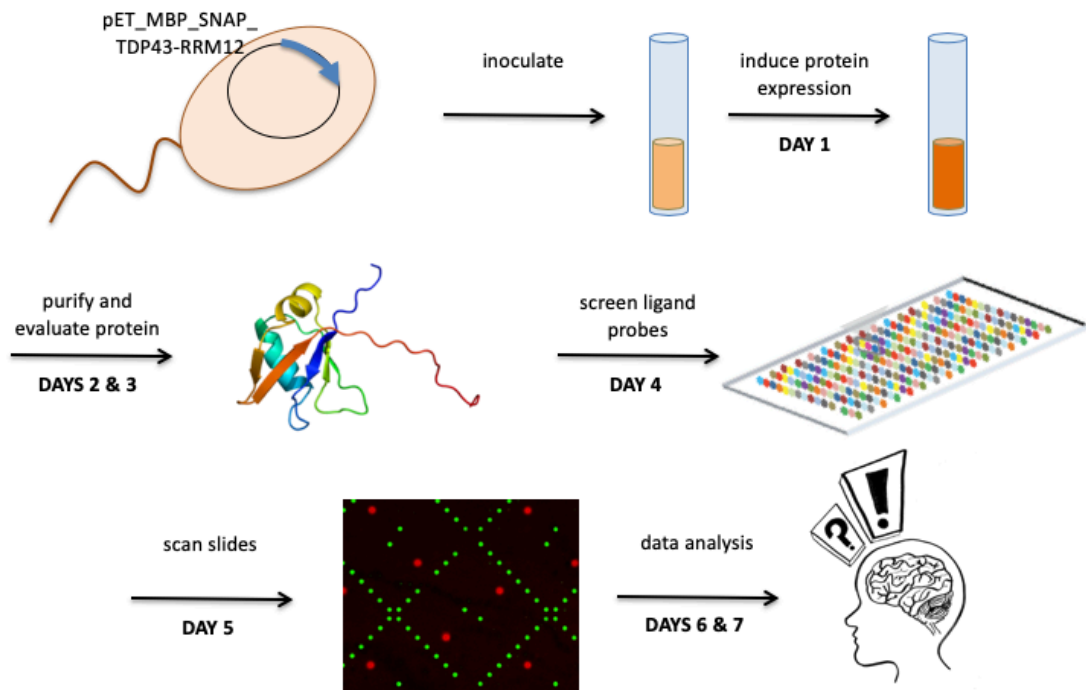 pET_MBP_SNAP_
TDP43-RRM12
inoculate
induce protein
expression
DAY 1
purify and
evaluate protein
DAYS 2 & 3
screen ligand
probes
DAY 4
scan slides
DAY 5
data analysis
DAYS 6 & 7
?!